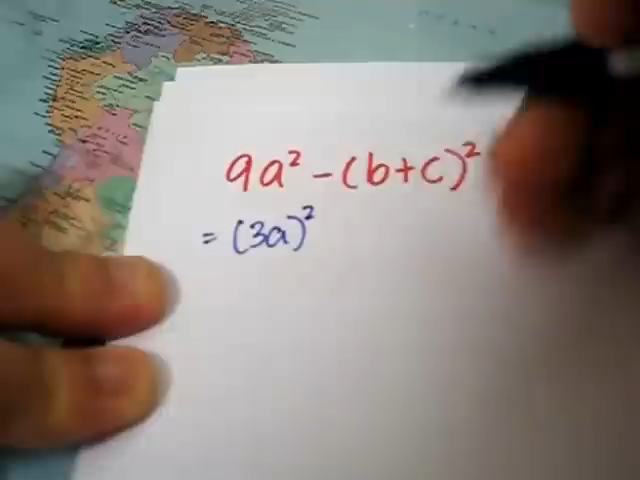 9a² - (b+c)²
= (3a)²